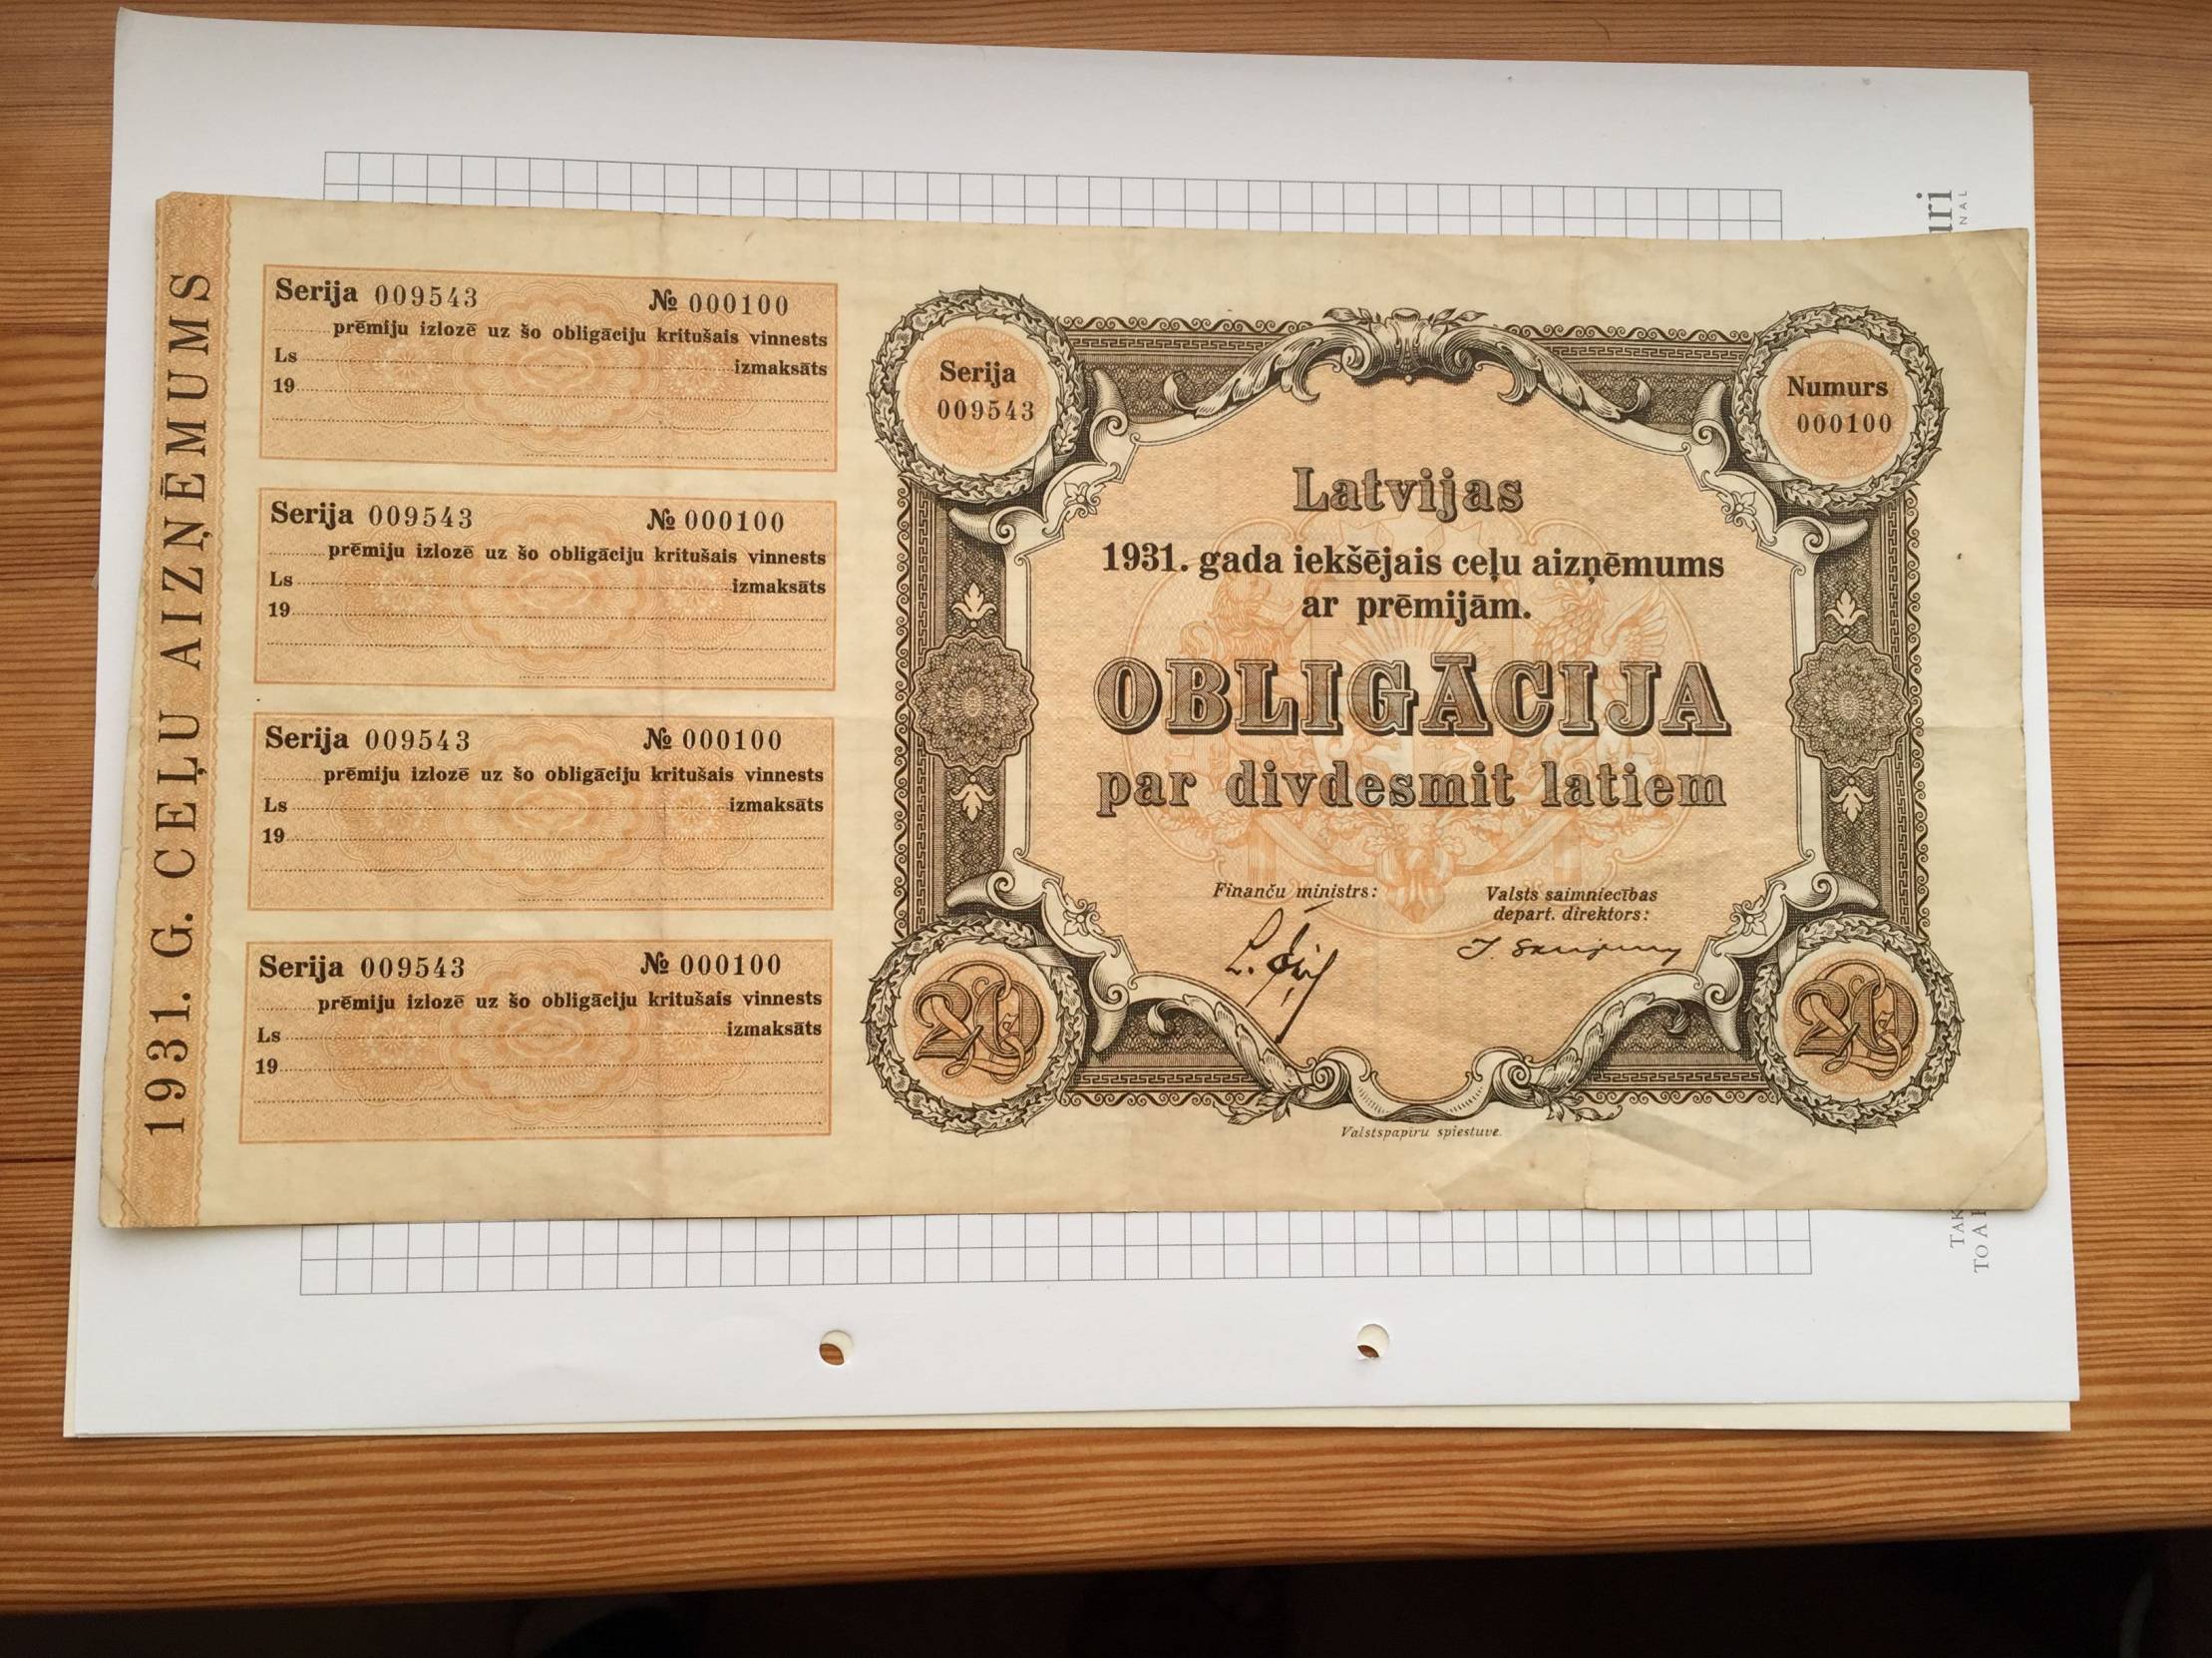 1931. G. CEĻU AIZŅĒMUMS
Serija 009543 № 000100
prēmiju izlozē uz šo obligāciju kritušais vinnests
Ls izmaksāts
19
Serija 009543 № 000100
prēmiju izlozē uz šo obligāciju kritušais vinnests
Ls izmaksāts
19
Serija 009543 № 000100
prēmiju izlozē uz šo obligāciju kritušais vinnests
Ls izmaksāts
19
Serija 009543 № 000100
prēmiju izlozē uz šo obligāciju kritušais vinnests
Ls izmaksāts
19
Serija
009543
Numurs
000100
Latvijas
1931. gada iekšējais ceļu aizņēmums
ar prēmijām.
OBLIGĀCIJA
par divdesmit latiem
Finanču ministrs:
Valsts saimniecības
depart. direktors:
20
20
Valstspapīru spiestuve.
TO A